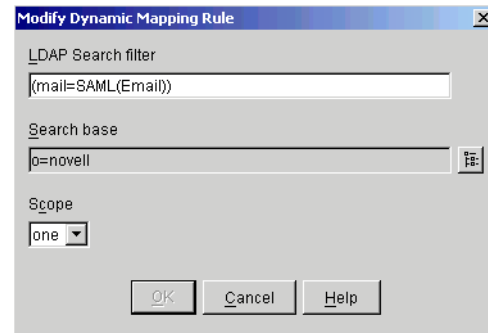 Modify Dynamic Mapping Rule
LDAP Search filter
(mail=SAML(Email))
Search base
o=novell
Scope
one
OK Cancel Help